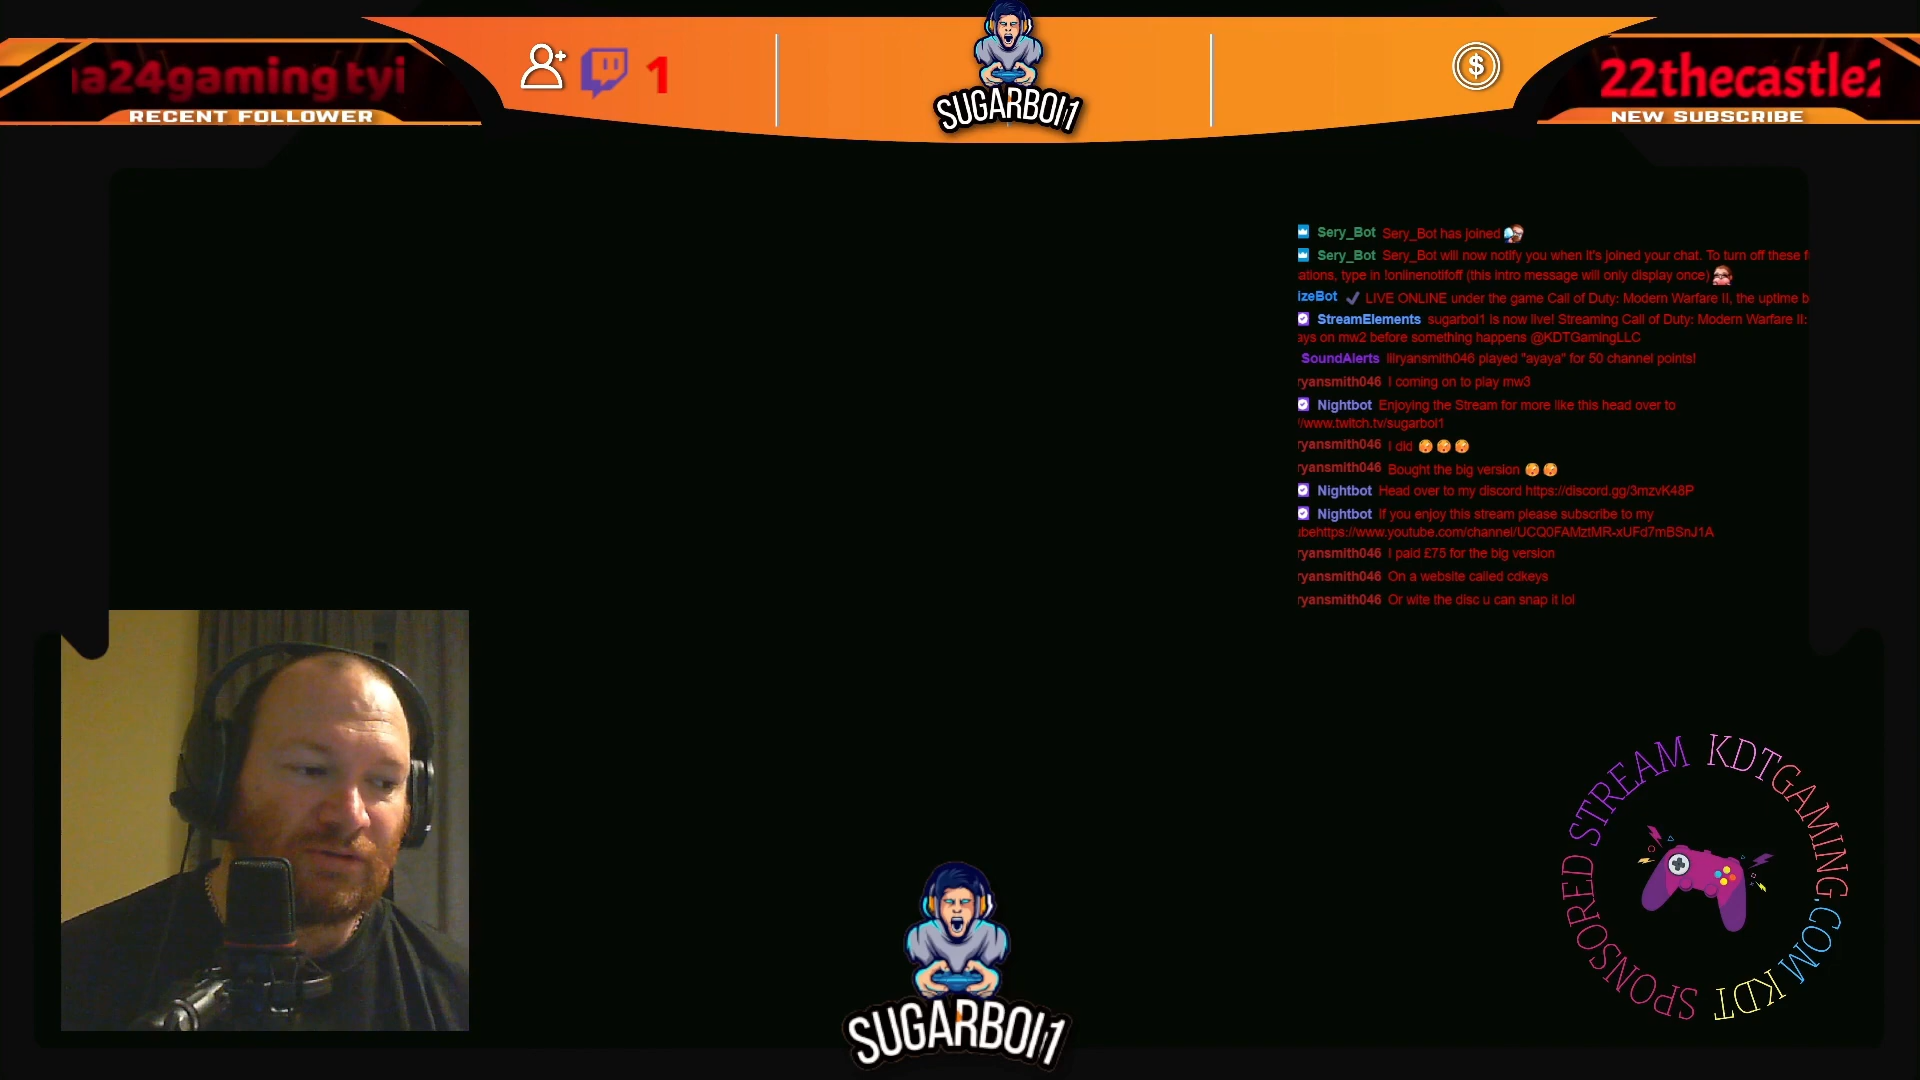 na24gaming tyi
RECENT FOLLOWER
1
SUGARBOI1
22thecastle2
NEW SUBSCRIBE
Sery_Bot Sery_Bot has joined
Sery_Bot Sery_Bot will now notify you when it's joined your chat. To turn off these f
ations, type in !onlinenotifoff (this intro message will only display once)
izeBot LIVE ONLINE under the game Call of Duty: Modern Warfare II, the uptime b
StreamElements sugarboi1 is now live! Streaming Call of Duty: Modern Warfare II:
ays on mw2 before something happens @KDTGamingLLC
SoundAlerts lilryansmith046 played "ayaya" for 50 channel points!
ryansmith046 I coming on to play mw3
Nightbot Enjoying the Stream for more like this head over to
//www.twitch.tv/sugarboi1
ryansmith046 I did
ryansmith046 Bought the big version
Nightbot Head over to my discord https://discord.gg/3mzvK48P
Nightbot If you enjoy this stream please subscribe to my
ubehttps://www.youtube.com/channel/UCQ0FAMztMR-xUFd7mBSnJ1A
ryansmith046 I paid £75 for the big version
ryansmith046 On a website called cdkeys
ryansmith046 Or wite the disc u can snap it lol
SPONSORED STREAM KDTGAMING.COM KDT
SUGARBOI1